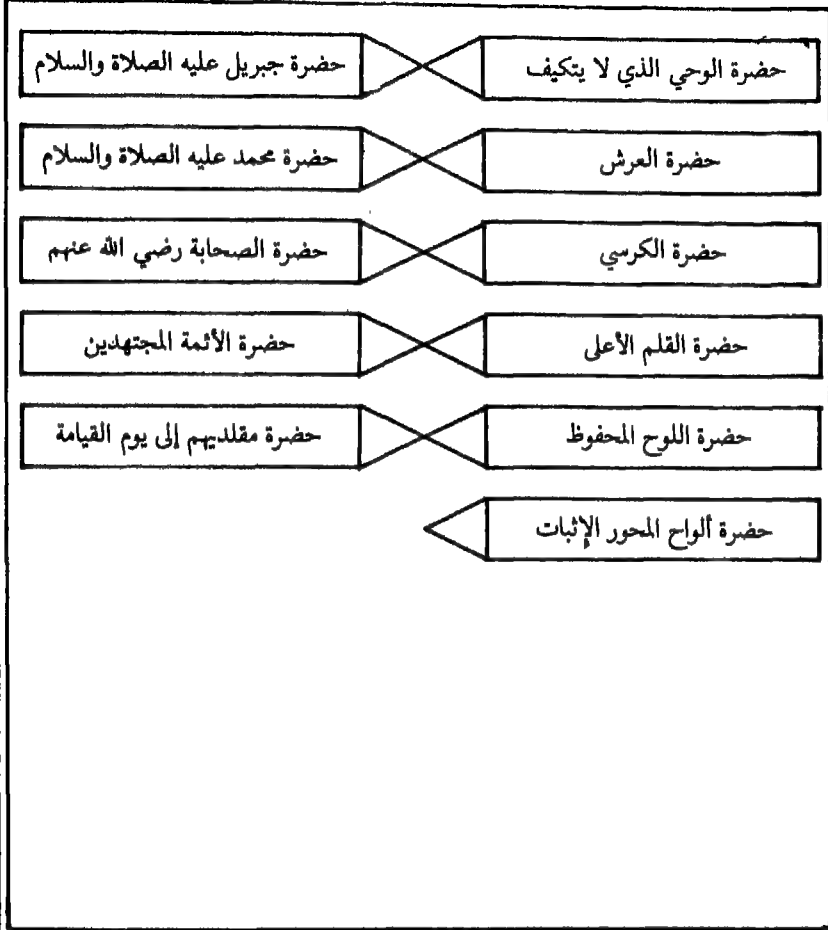 حضرة الوحي الذي لا يتكيف
حضرة جبريل عليه الصلاة والسلام
حضرة العرش
حضرة محمد عليه الصلاة والسلام
حضرة الكرسي
حضرة الصحابة رضي الله عنهم
حضرة القلم الأعلى
حضرة الأئمة المجتهدين
حضرة اللوح المحفوظ
حضرة مقلديهم إلى يوم القيامة
حضرة ألواح المحور الإثبات